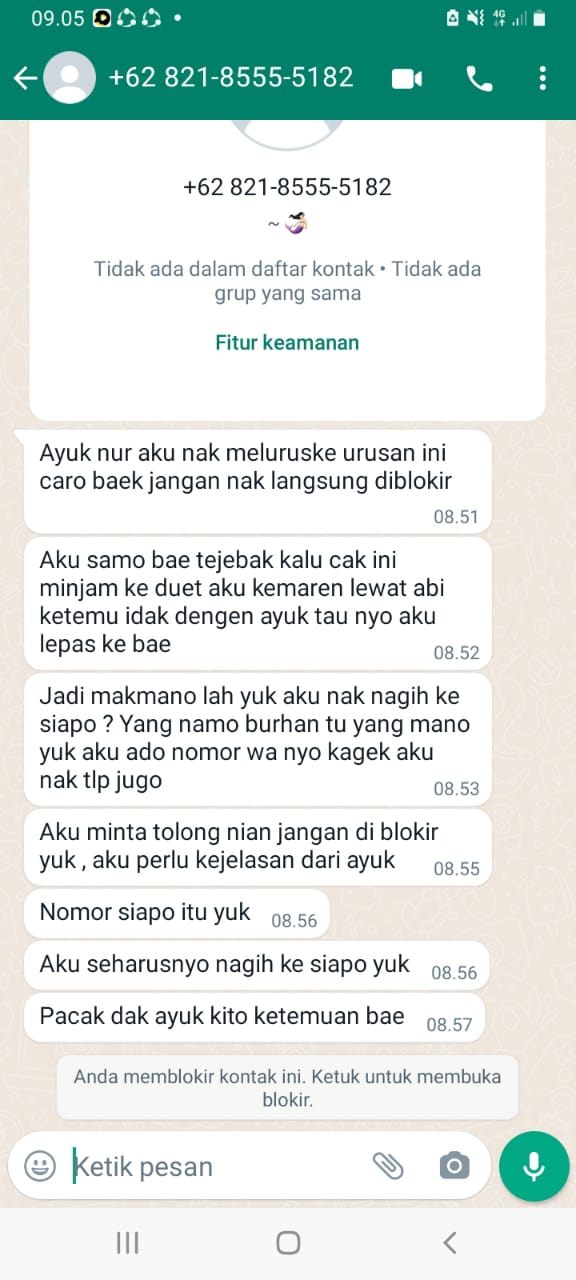 09.05
4G
+62 821-8555-5182
+62 821-8555-5182
~ 🧜🏻‍♀️
Tidak ada dalam daftar kontak • Tidak ada
grup yang sama
Fitur keamanan
Ayuk nur aku nak meluruske urusan ini
caro baek jangan nak langsung diblokir
08.51
Aku samo bae tejebak kalu cak ini
minjam ke duet aku kemaren lewat abi
ketemu idak dengen ayuk tau nyo aku
lepas ke bae
08.52
Jadi makmano lah yuk aku nak nagih ke
siapo ? Yang namo burhan tu yang mano
yuk aku ado nomor wa nyo kagek aku
nak tlp jugo
08.53
Aku minta tolong nian jangan di blokir
yuk , aku perlu kejelasan dari ayuk
08.55
Nomor siapo itu yuk
08.56
Aku seharusnyo nagih ke siapo yuk
08.56
Pacak dak ayuk kito ketemuan bae
08.57
Anda memblokir kontak ini. Ketuk untuk membuka
blokir.
Ketik pesan